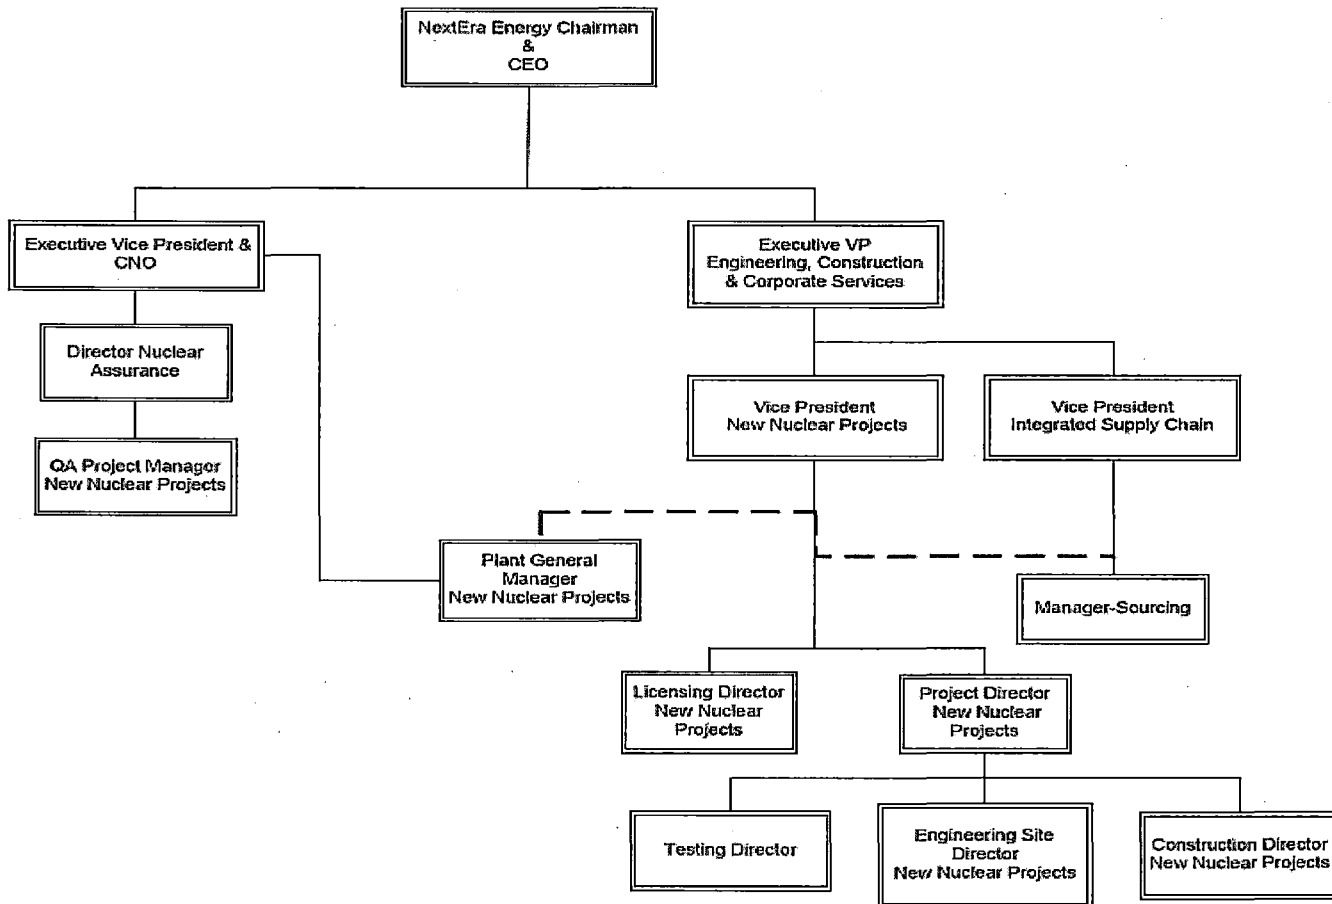 NextEra Energy Chairman
&
CEO
Executive Vice President &
CNO
Executive VP
Engineering, Construction
& Corporate Services
Director Nuclear
Assurance
Vice President
New Nuclear Projects
Vice President
Integrated Supply Chain
QA Project Manager
New Nuclear Projects
Plant General
Manager
New Nuclear Projects
Manager-Sourcing
Licensing Director
New Nuclear
Projects
Project Director
New Nuclear
Projects
Testing Director
Engineering Site
Director
New Nuclear Projects
Construction Director
New Nuclear Projects